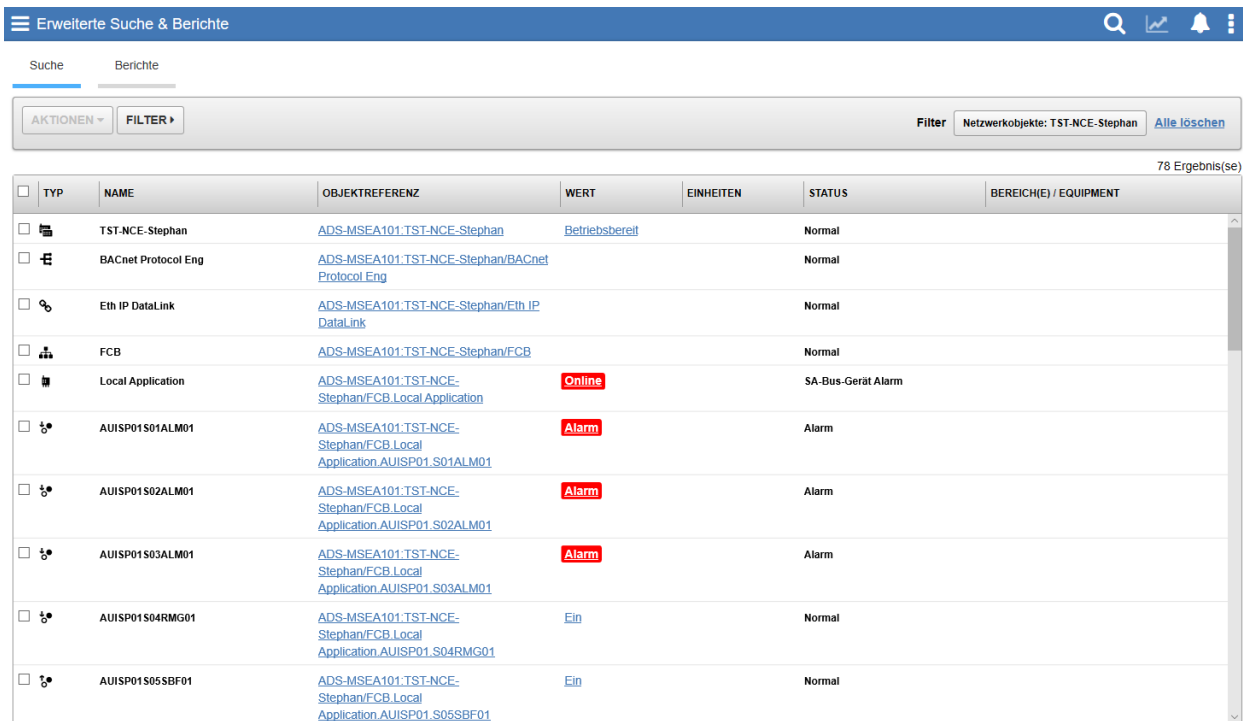 Erweiterte Suche & Berichte
Suche Berichte
AKTIONEN FILTER Filter Netzwerkobjekte: TST-NCE-Stephan Alle löschen
78 Ergebnis(se)
TYP NAME OBJEKTREFERENZ WERT EINHEITEN STATUS BEREICH(E) / EQUIPMENT
TST-NCE-Stephan ADS-MSEA101:TST-NCE-Stephan Betriebsbereit Normal
BACnet Protocol Eng ADS-MSEA101:TST-NCE-Stephan/BACnet Normal
Protocol Eng
Eth IP DataLink ADS-MSEA101:TST-NCE-Stephan/Eth IP Normal
DataLink
FCB ADS-MSEA101:TST-NCE-Stephan/FCB Normal
Local Application ADS-MSEA101:TST-NCE- Online SA-Bus-Gerät Alarm
Stephan/FCB.Local Application
AUISP01S01ALM01 ADS-MSEA101:TST-NCE- Alarm Alarm
Stephan/FCB.Local
Application.AUISP01.S01ALM01
AUISP01S02ALM01 ADS-MSEA101:TST-NCE- Alarm Alarm
Stephan/FCB.Local
Application.AUISP01.S02ALM01
AUISP01S03ALM01 ADS-MSEA101:TST-NCE- Alarm Alarm
Stephan/FCB.Local
Application.AUISP01.S03ALM01
AUISP01S04RMG01 ADS-MSEA101:TST-NCE- Ein Normal
Stephan/FCB.Local
Application.AUISP01.S04RMG01
AUISP01S05SBF01 ADS-MSEA101:TST-NCE- Ein Normal
Stephan/FCB.Local
Application.AUISP01.S05SBF01